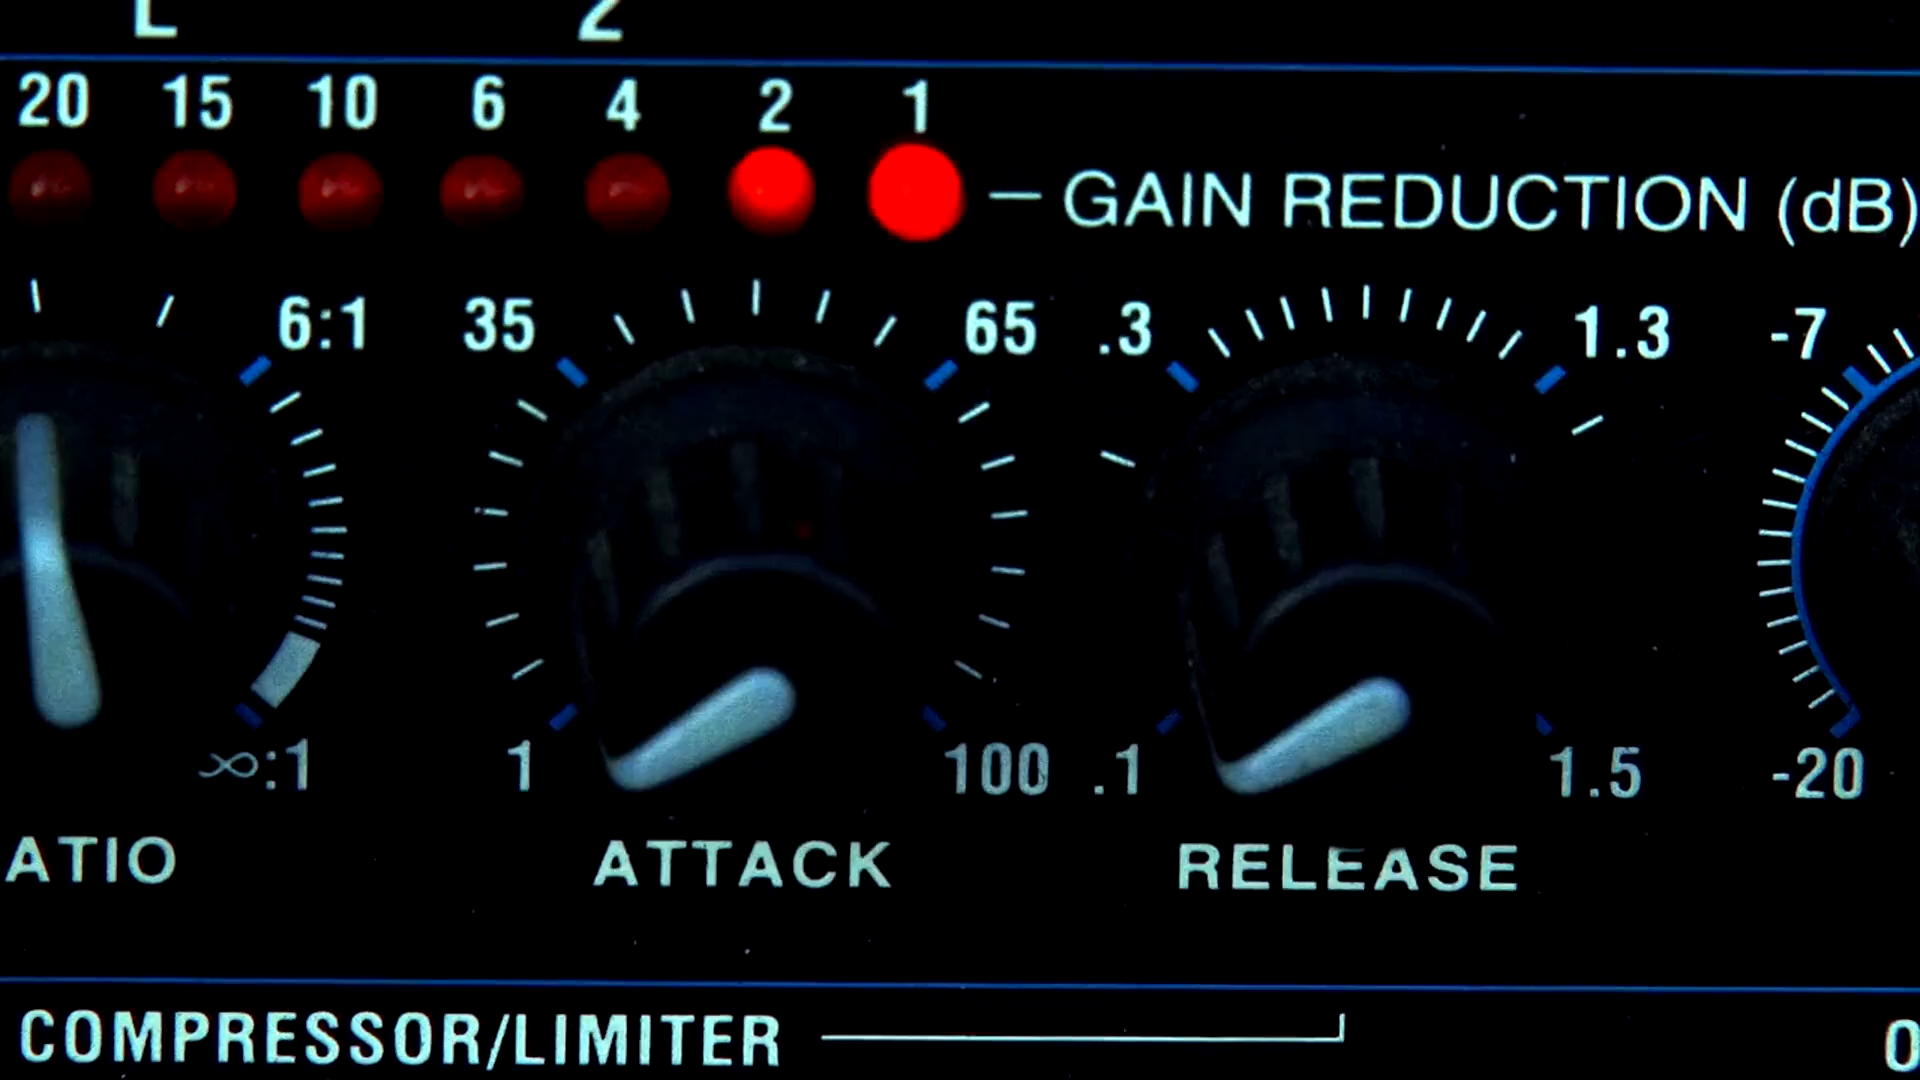 20 15 10 6 4 2 1 — GAIN REDUCTION (dB)
6:1 35 65 .3 1.3 -7
∞:1 1 100 .1 1.5 -20
ATIO ATTACK RELEASE
COMPRESSOR/LIMITER